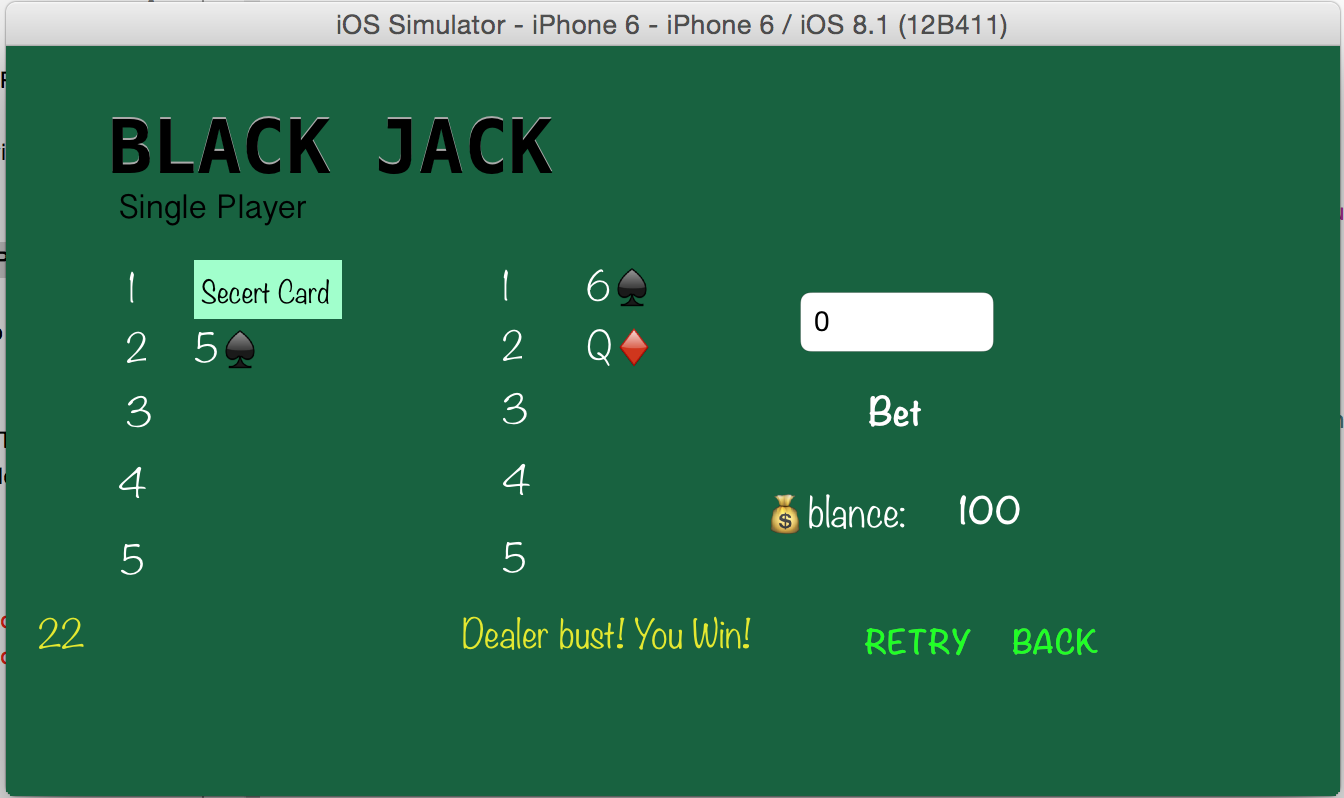 iOS Simulator - iPhone 6 - iPhone 6 / iOS 8.1 (12B411)
BLACK JACK
Single Player
1 Secert Card 1 6♠
0
2 5♠ 2 Q♦
3 3
Bet
4 4
💰blance: 100
5 5
22 Dealer bust! You Win! RETRY BACK